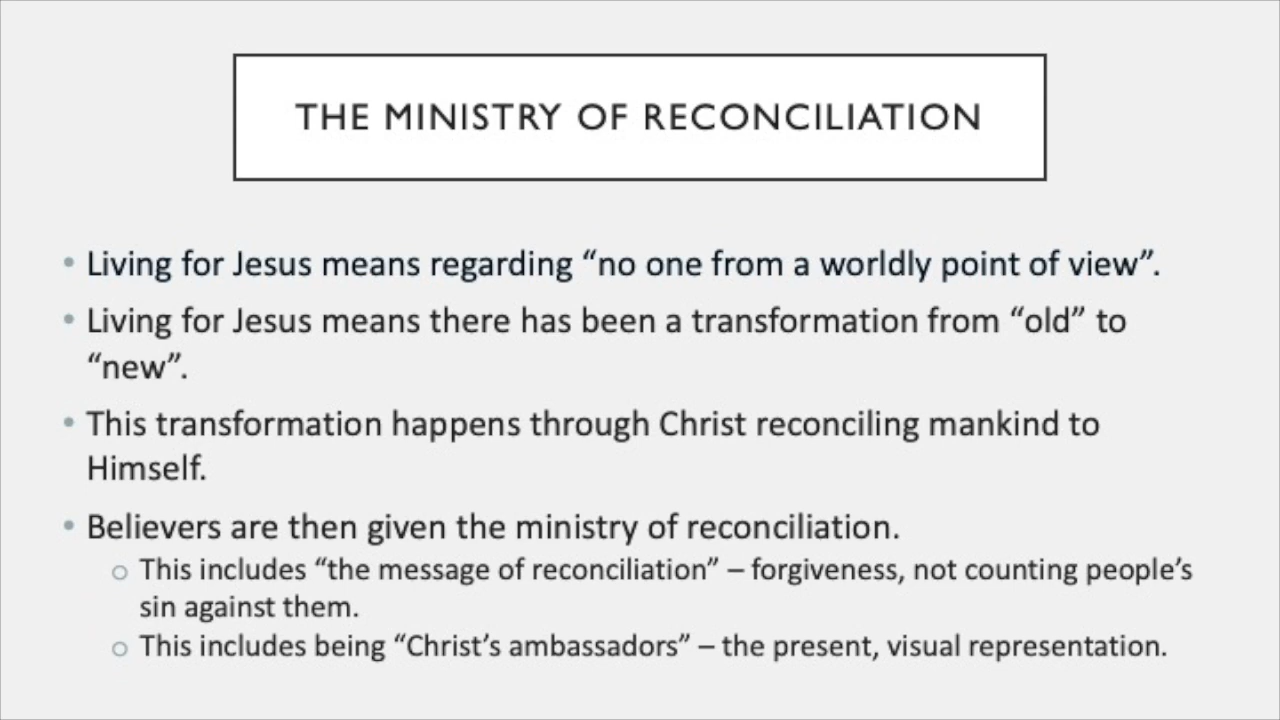 THE MINISTRY OF RECONCILIATION
• Living for Jesus means regarding “no one from a worldly point of view”.
• Living for Jesus means there has been a transformation from “old” to
“new”.
• This transformation happens through Christ reconciling mankind to
Himself.
• Believers are then given the ministry of reconciliation.
o This includes “the message of reconciliation” – forgiveness, not counting people’s
sin against them.
o This includes being “Christ’s ambassadors” – the present, visual representation.